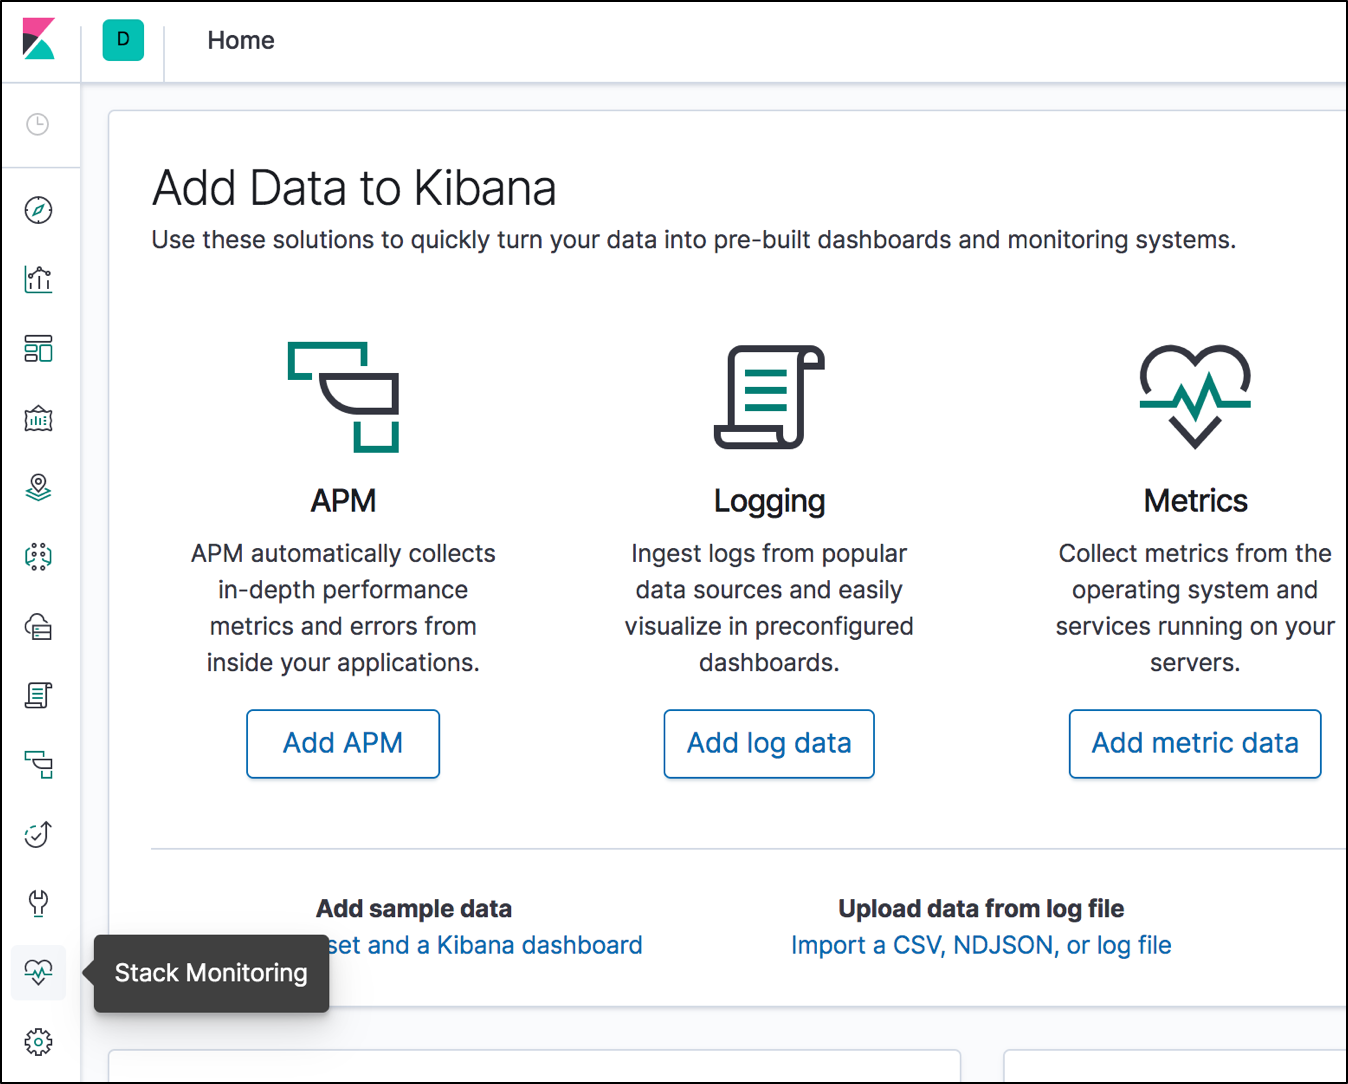 D
Home
Add Data to Kibana
Use these solutions to quickly turn your data into pre-built dashboards and monitoring systems.
APM
APM automatically collects
in-depth performance
metrics and errors from
inside your applications.
Add APM
Logging
Ingest logs from popular
data sources and easily
visualize in preconfigured
dashboards.
Add log data
Metrics
Collect metrics from the
operating system and
services running on your
servers.
Add metric data
Add sample data
set and a Kibana dashboard
Upload data from log file
Import a CSV, NDJSON, or log file
Stack Monitoring